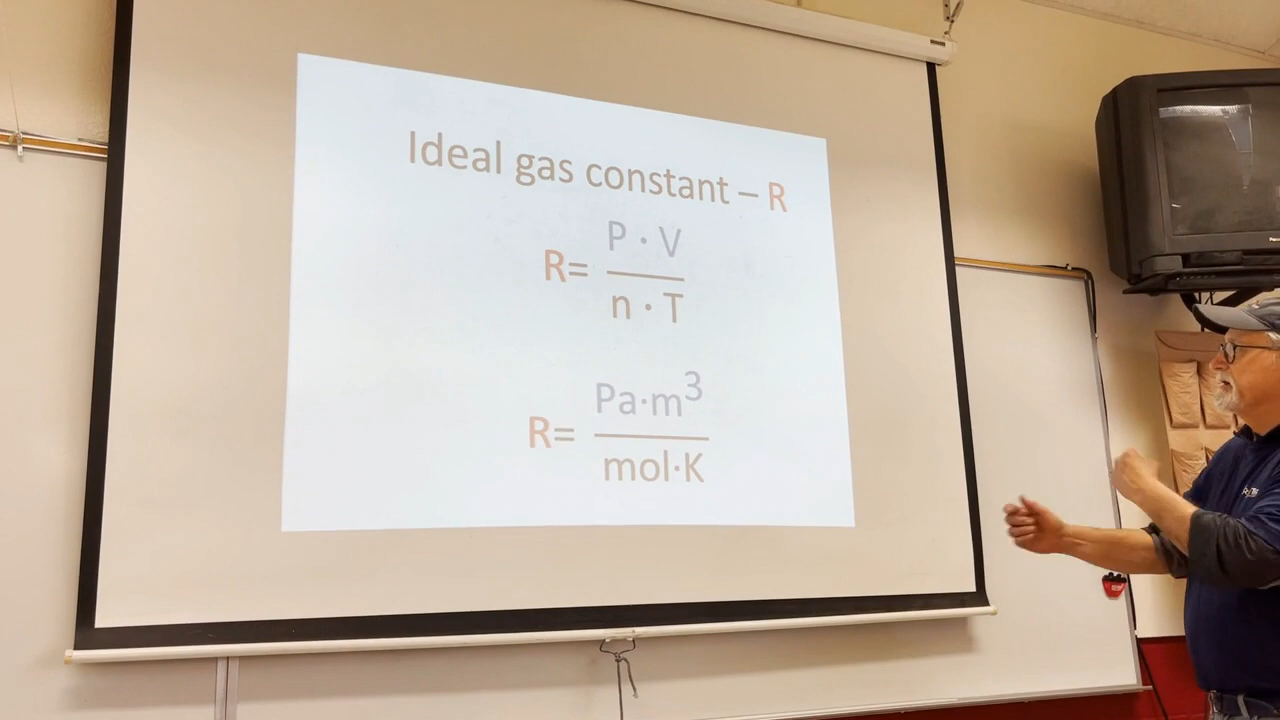 Ideal gas constant – R
R= P · V
n · T
R= Pa·m³
mol·K